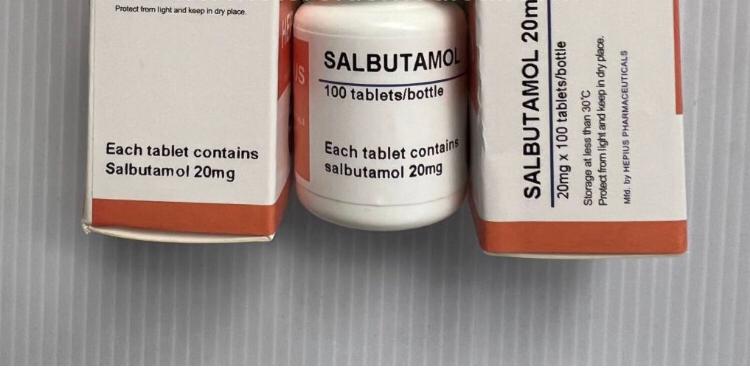 Protect from light and keep in dry place.
Each tablet contains
Salbutamol 20mg
US
SALBUTAMOL
100 tablets/bottle
Each tablet contains
salbutamol 20mg
SALBUTAMOL 20m
20mg x 100 tablets/bottle
Storage at less than 30°C
Protect from light and keep in dry place.
Mfd. by HEPIUS PHARMACEUTICALS